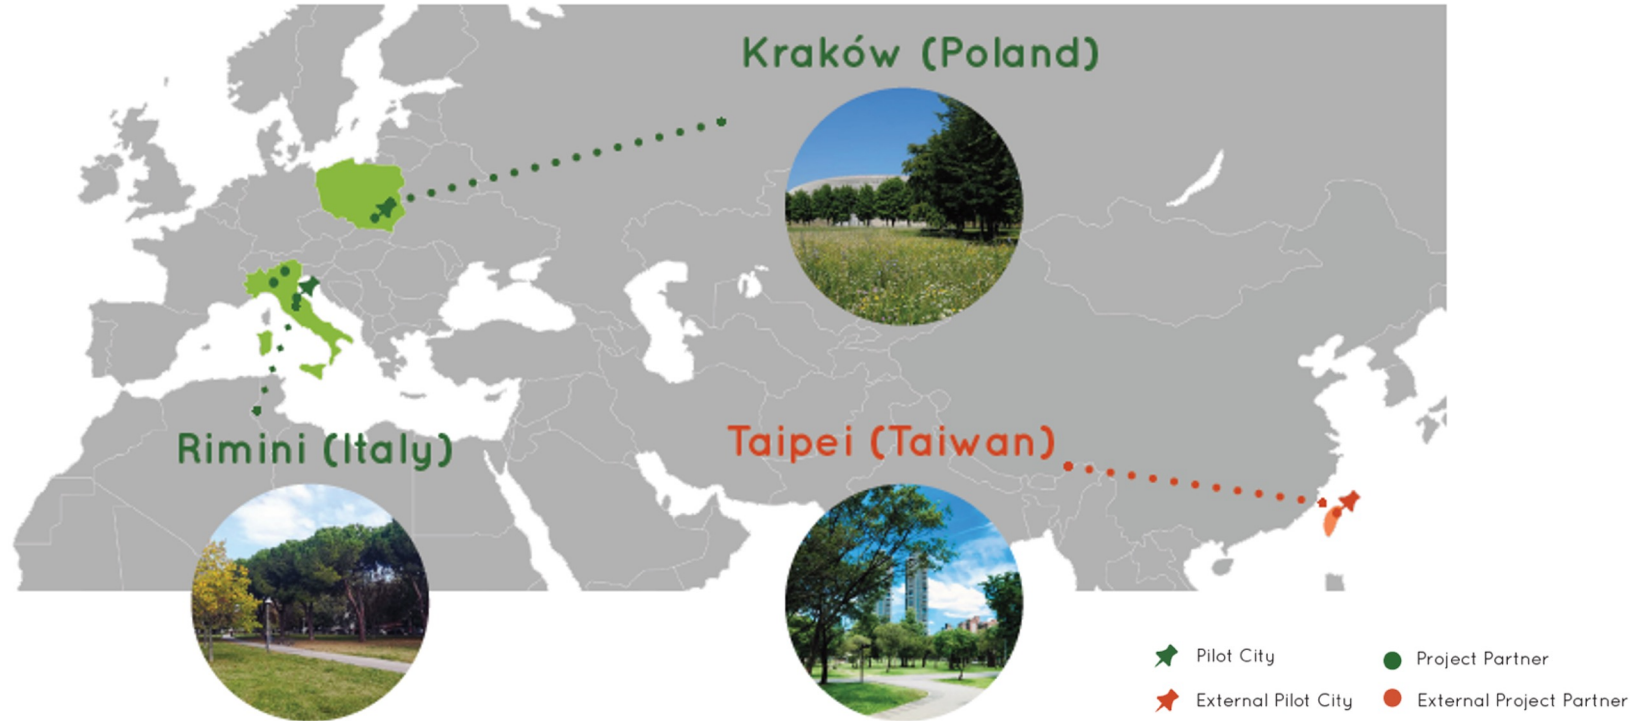 Kraków (Poland)
Rimini (Italy)
Taipei (Taiwan)
Pilot City
Project Partner
External Pilot City
External Project Partner